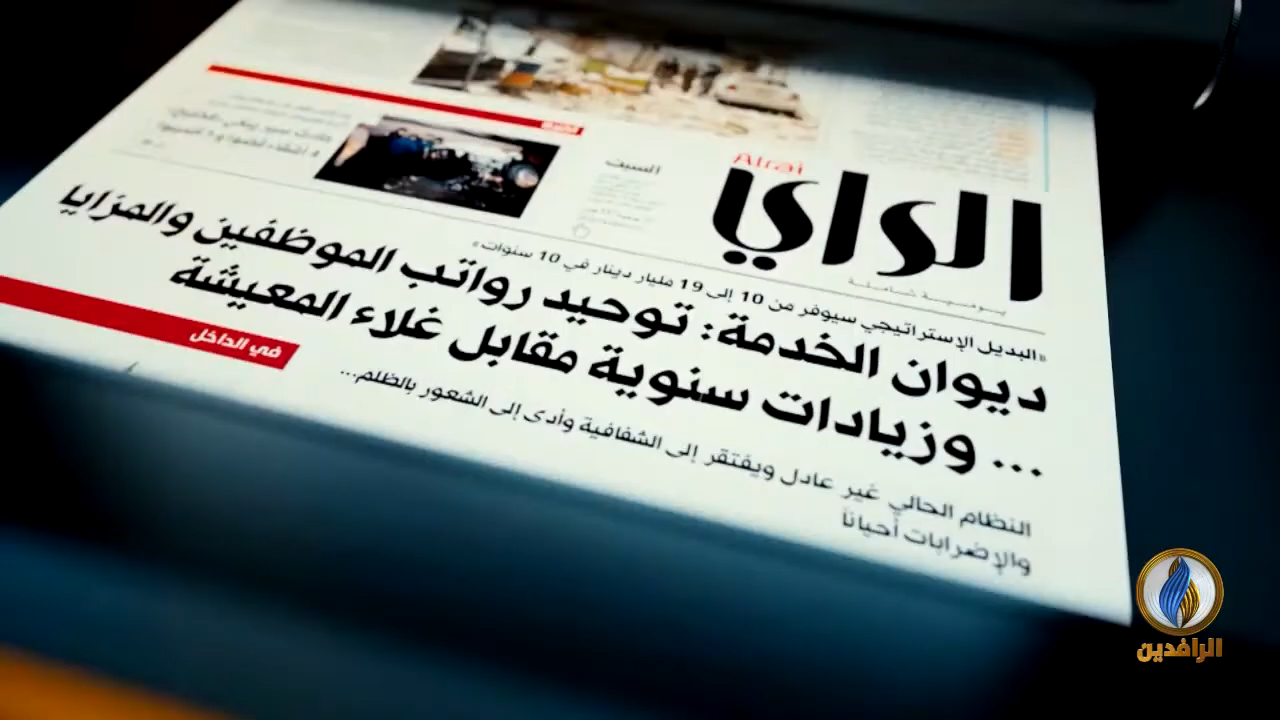 Alrai
الراي
يومية شاملة
السبت
«البديل الإستراتيجي سيوفر من 10 إلى 19 مليار دينار في 10 سنوات»
ديوان الخدمة: توحيد رواتب الموظفين والمزايا
... وزيادات سنوية مقابل غلاء المعيشة
النظام الحالي غير عادل ويفتقر إلى الشفافية وأدى إلى الشعور بالظلم...
والإضرابات أحياناً
في الداخل
الرافدين